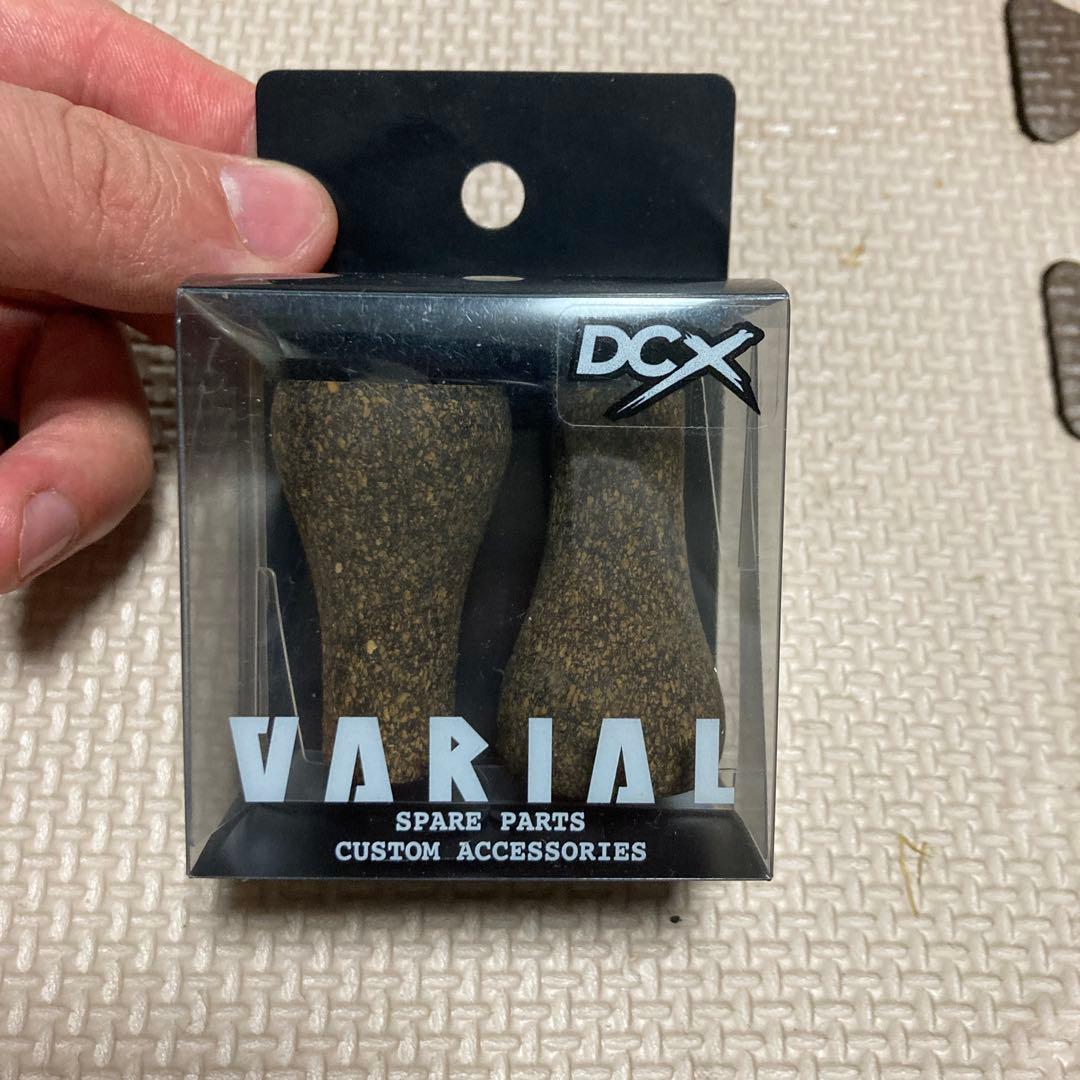 DCX
VARIAL
SPARE PARTS
CUSTOM ACCESSORIES